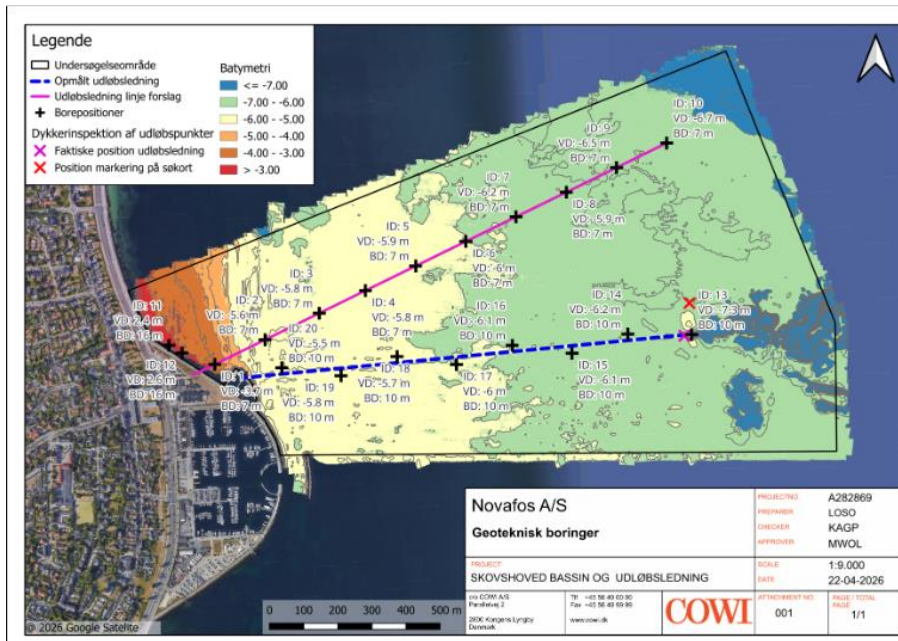 Legende
Undersøgelseområde
Opmålt udløbsledning
Udløbsledning linje forslag
Borepositioner
Dykkerinspektion af udløbspunkter
Faktiske position udløbsledning
Position markering på søkort
Batymetri
<= -7.00
-7.00 - -6.00
-6.00 - -5.00
-5.00 - -4.00
-4.00 - -3.00
> -3.00
ID: 10
VD: -6.7 m
BD: 7 m
ID: 9
VD: -6.5 m
BD: 7 m
ID: 8
VD: -5.9 m
BD: 7 m
ID: 7
VD: -6.2 m
BD: 7 m
ID: 6
VD: -6 m
BD: 7 m
ID: 5
VD: -5.9 m
BD: 7 m
ID: 4
VD: -5.8 m
BD: 7 m
ID: 3
VD: -5.8 m
BD: 7 m
ID: 2
VD: -5.6 m
BD: 7 m
ID: 11
VD: 2.4 m
BD: 16 m
ID: 12
VD: 2.6 m
BD: 16 m
ID: 1
BD: 7 m
ID: 20
VD: -5.5 m
BD: 10 m
ID: 19
VD: -5.8 m
BD: 10 m
ID: 18
VD: -5.7 m
BD: 10 m
ID: 17
VD: -6 m
BD: 10 m
ID: 16
VD: -6.1 m
BD: 10 m
ID: 15
VD: -6.1 m
BD: 10 m
ID: 14
VD: -6.2 m
BD: 10 m
ID: 13
VD: -7.3 m
BD: 10 m
0 100 200 300 400 500 m
© 2026 Google Satellite
Novafos A/S
Geoteknisk boringer
PROJECT
SKOVSHOVED BASSIN OG UDLØBSLEDNING
PROJECTNO A282869
PREPARER LOSO
CHECKER KAGP
APPROVER MWOL
SCALE 1:9.000
DATE 22-04-2026
c/o COWI A/S
Parallelvej 2
2800 Kongens Lyngby
Denmark
www.cowi.dk
COWI
ATTACHMENT NO.
001
PAGE / TOTAL PAGE
1/1